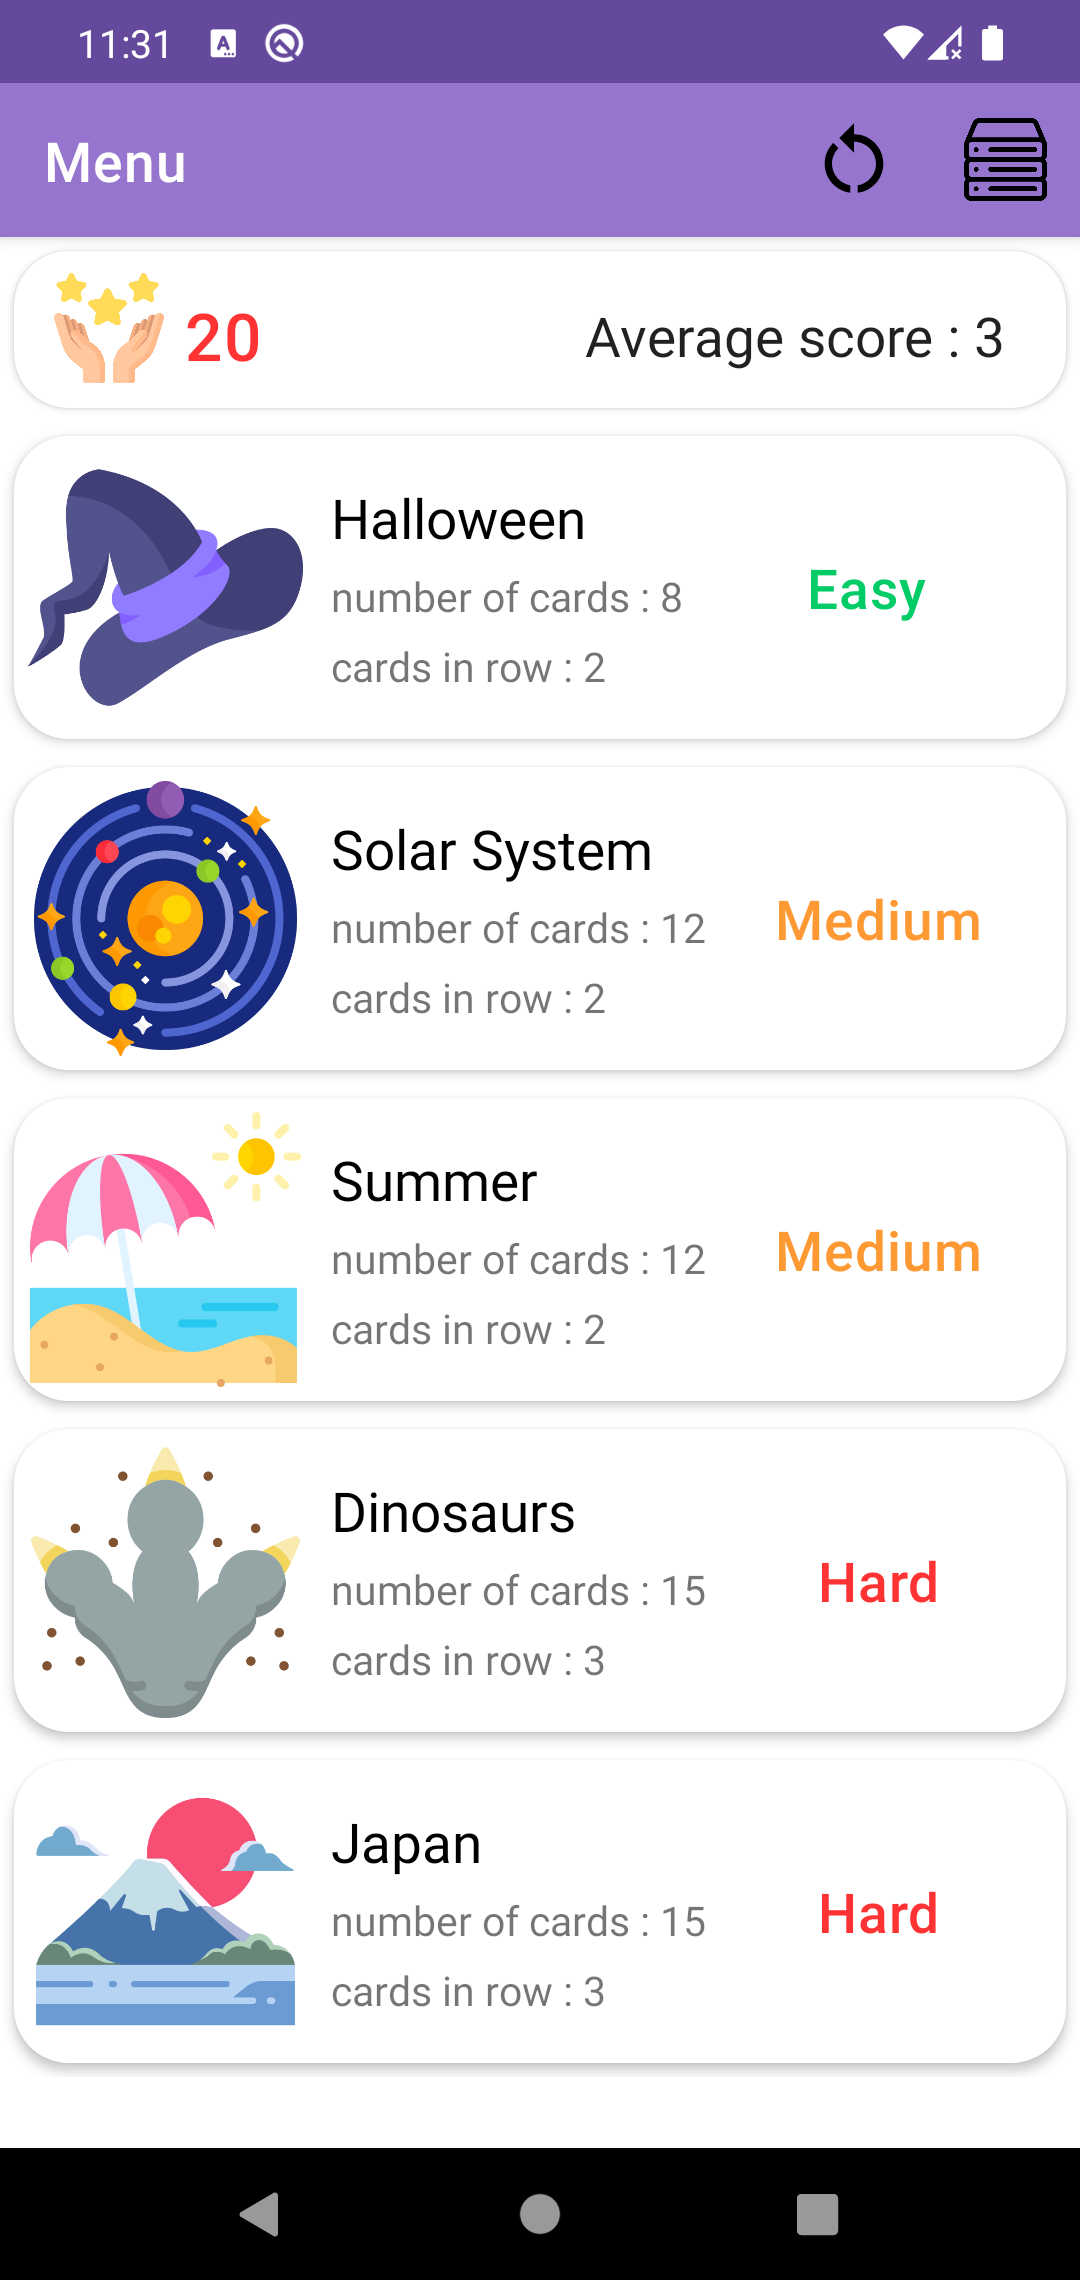 11:31
Menu
20
Average score : 3
Halloween
number of cards : 8
Easy
cards in row : 2
Solar System
number of cards : 12
Medium
cards in row : 2
Summer
number of cards : 12
Medium
cards in row : 2
Dinosaurs
number of cards : 15
Hard
cards in row : 3
Japan
number of cards : 15
Hard
cards in row : 3